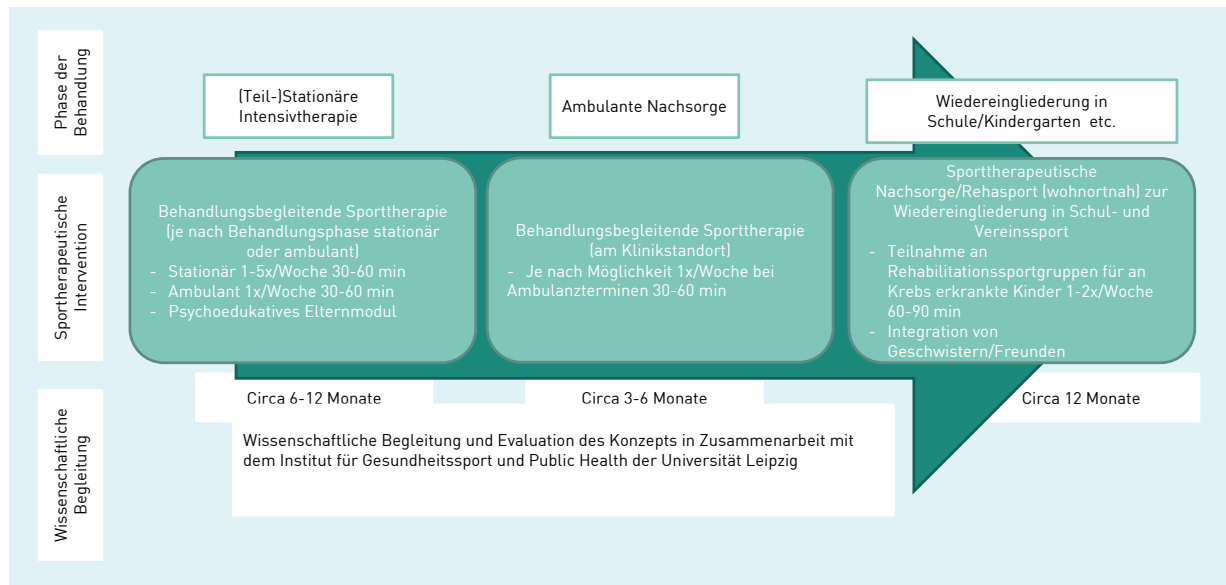 Phase der
Behandlung
(Teil-)Stationäre
Intensivtherapie
Ambulante Nachsorge
Wiedereingliederung in
Schule/Kindergarten etc.
Sporttherapeutische
Intervention
Behandlungsbegleitende Sporttherapie
(je nach Behandlungsphase stationär
oder ambulant)
- Stationär 1-5x/Woche 30-60 min
- Ambulant 1x/Woche 30-60 min
- Psychoedukatives Elternmodul
Behandlungsbegleitende Sporttherapie
(am Klinikstandort)
- Je nach Möglichkeit 1x/Woche bei
Ambulanzterminen 30-60 min
Sporttherapeutische
Nachsorge/Rehasport (wohnortnah) zur
Wiedereingliederung in Schul- und
Vereinssport
- Teilnahme an
Rehabilitationssportgruppen für an
Krebs erkrankte Kinder 1-2x/Woche
60-90 min
- Integration von
Geschwistern/Freunden
Wissenschaftliche
Begleitung
Circa 6-12 Monate
Circa 3-6 Monate
Circa 12 Monate
Wissenschaftliche Begleitung und Evaluation des Konzepts in Zusammenarbeit mit
dem Institut für Gesundheitssport und Public Health der Universität Leipzig